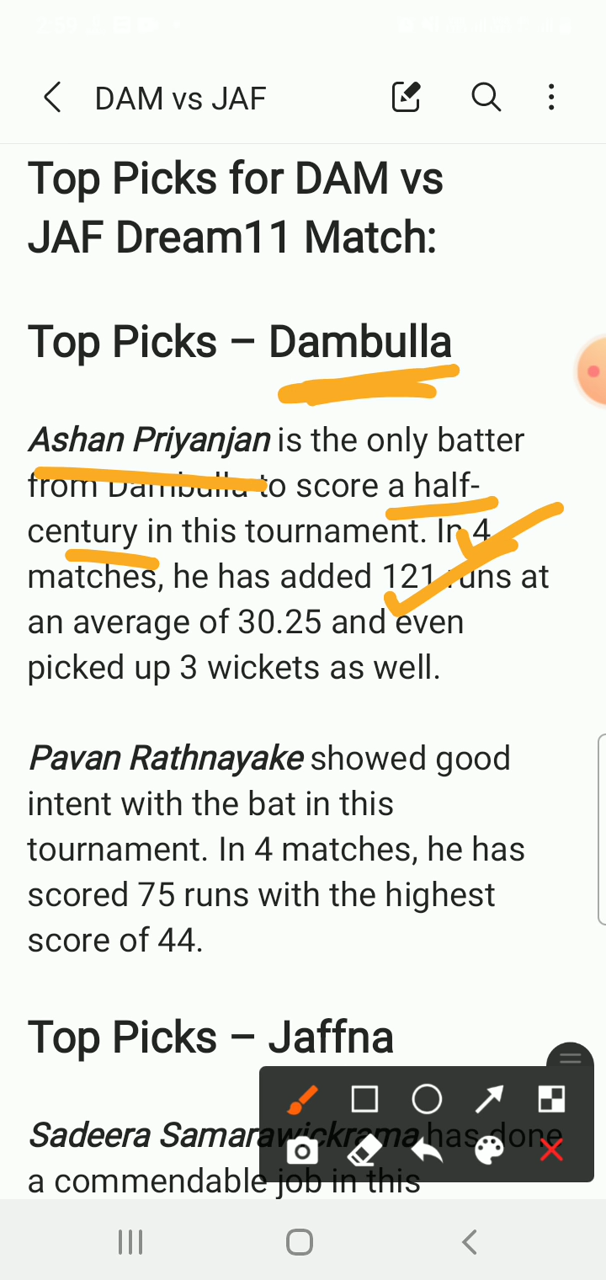 DAM vs JAF
Top Picks for DAM vs
JAF Dream11 Match:
Top Picks – Dambulla
Ashan Priyanjan is the only batter
from Dambulla to score a half-
century in this tournament. In 4
matches, he has added 121 runs at
an average of 30.25 and even
picked up 3 wickets as well.
Pavan Rathnayake showed good
intent with the bat in this
tournament. In 4 matches, he has
scored 75 runs with the highest
score of 44.
Top Picks – Jaffna
Sadeera Samarawickrama has done
a commendable job in this